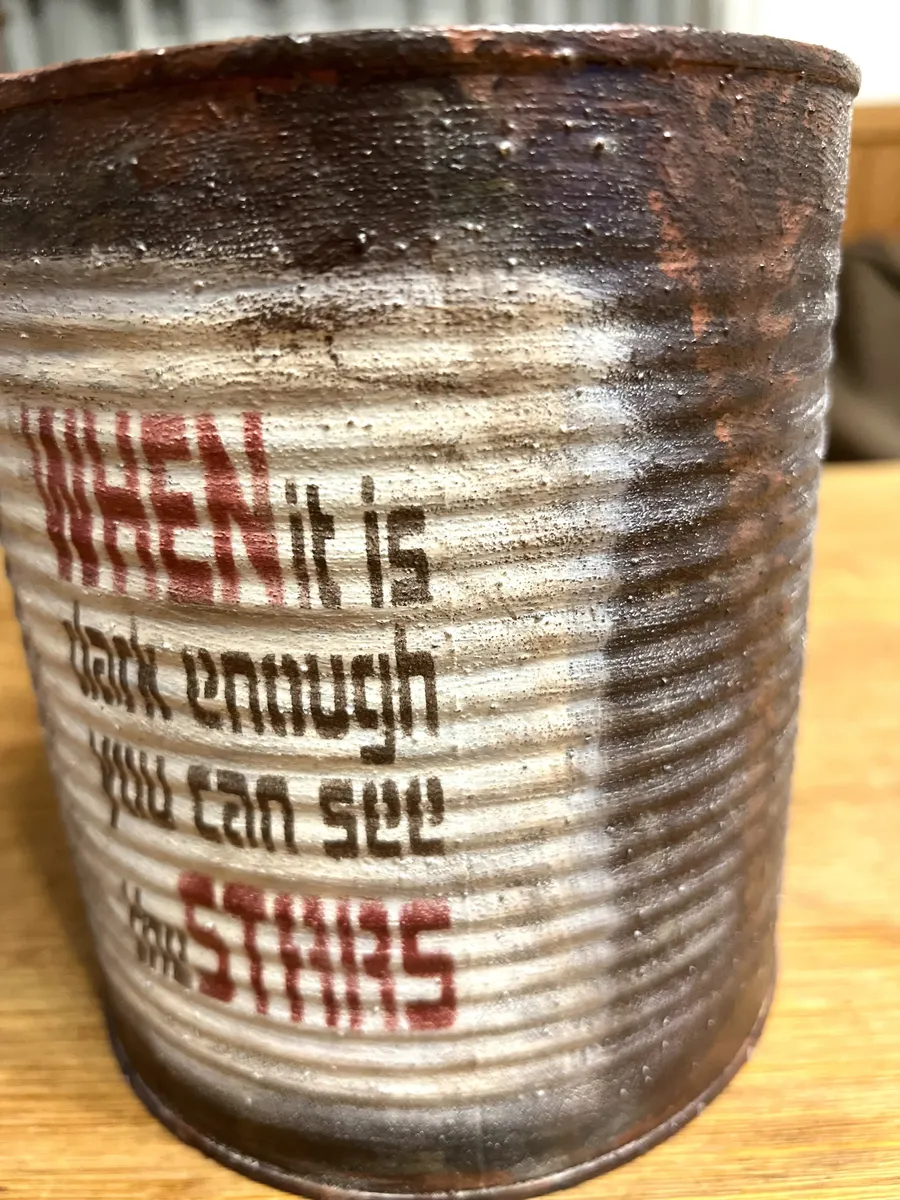 WHEN it is
dark enough
you can see
the STARS